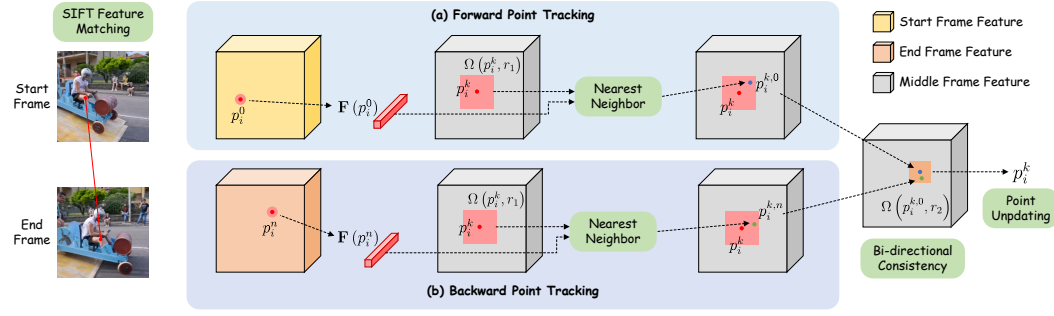 SIFT Feature
Matching
Start
Frame
End
Frame
(a) Forward Point Tracking
p_i^0
F (p_i^0)
Ω (p_i^k, r_1)
p_i^k
Nearest
Neighbor
p_i^{k,0}
p_i^k
p_i^n
F (p_i^n)
Ω (p_i^k, r_1)
p_i^k
Nearest
Neighbor
p_i^{k,n}
p_i^k
(b) Backward Point Tracking
Start Frame Feature
End Frame Feature
Middle Frame Feature
Ω (p_i^{k,0}, r_2)
Bi-directional
Consistency
p_i^k
Point
Unpdating